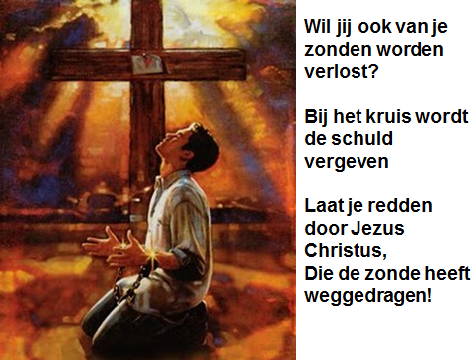 Wil jij ook van je
zonden worden
verlost?
Bij het kruis wordt
de schuld
vergeven
Laat je redden
door Jezus
Christus,
Die de zonde heeft
weggedragen!